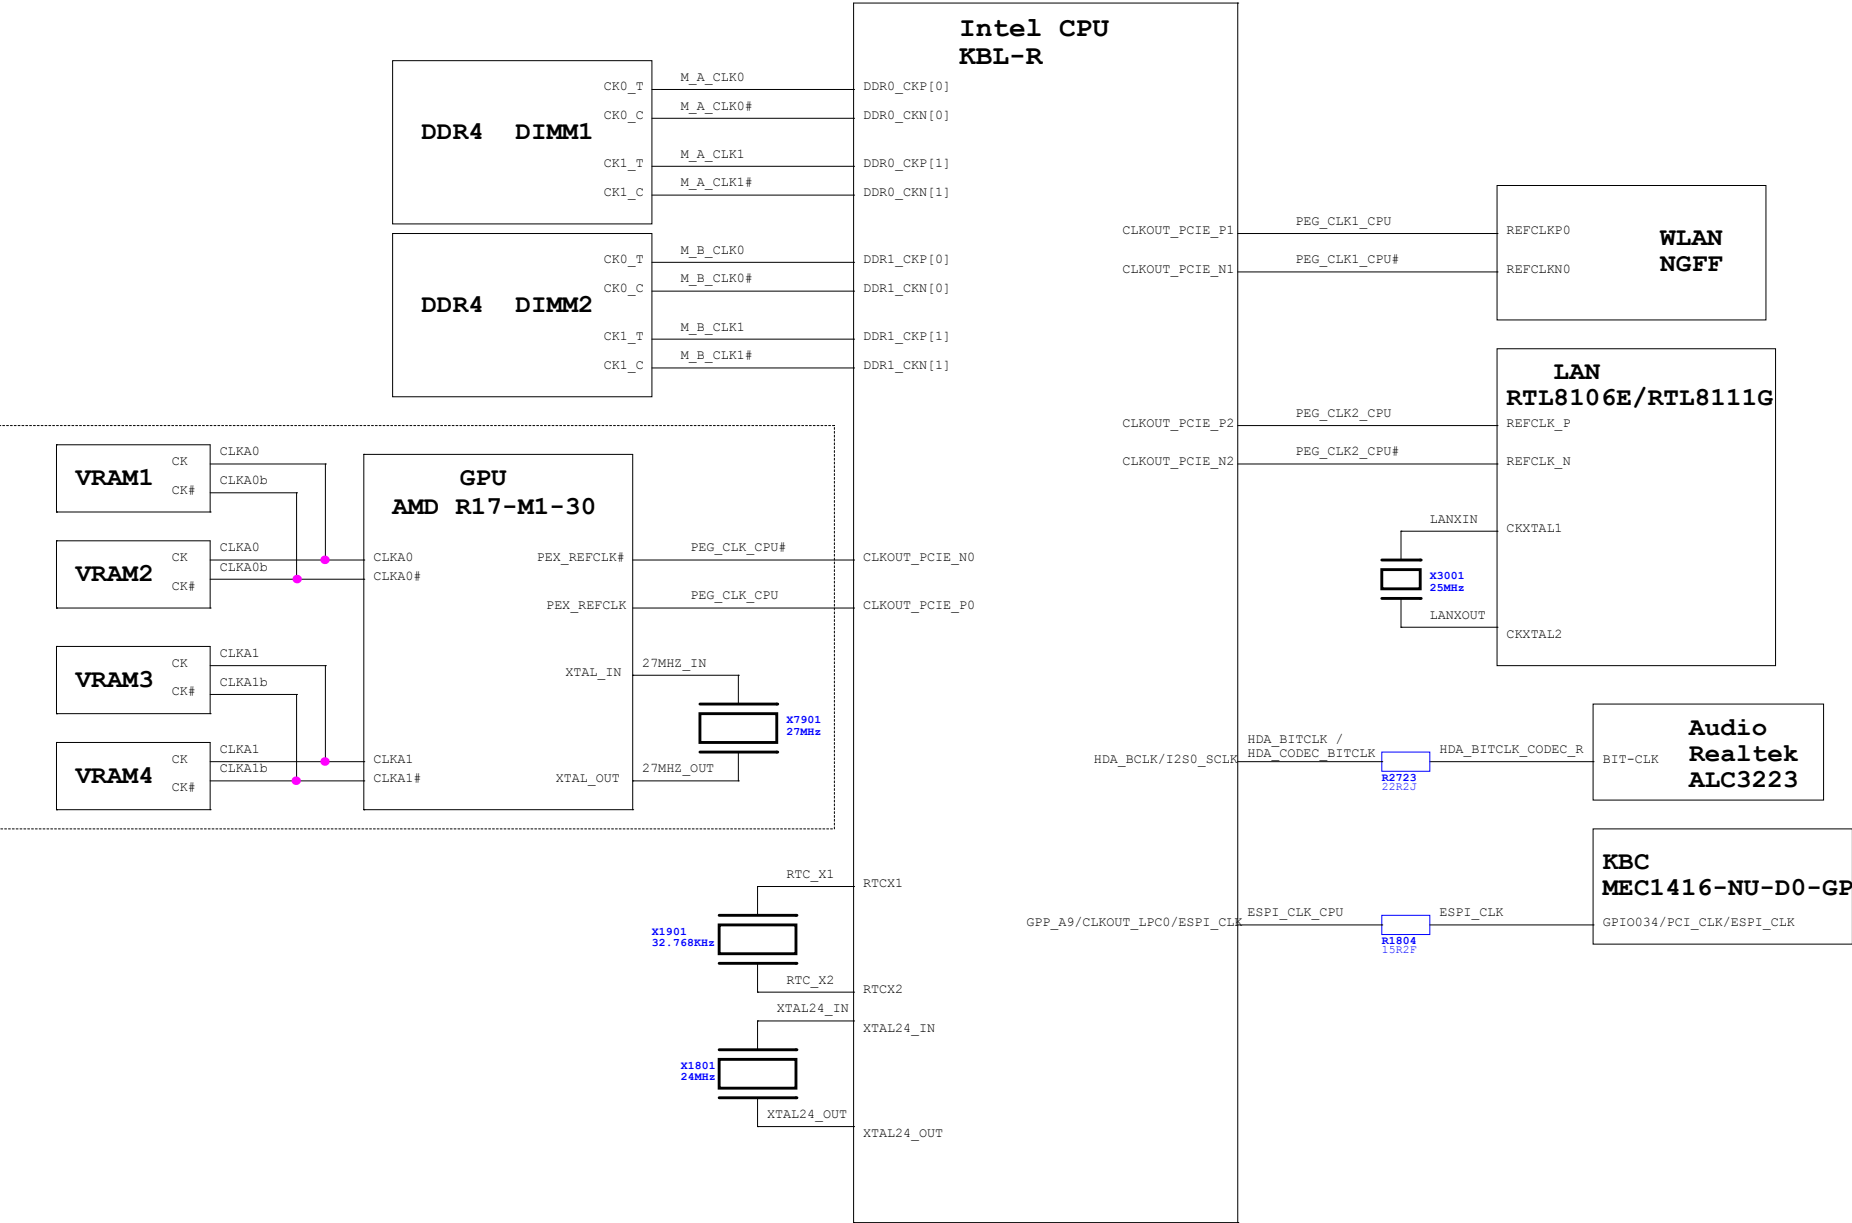 Intel CPU
KBL-R
DDR4 DIMM1
CK0_T
M_A_CLK0
DDR0_CKP[0]
CK0_C
M_A_CLK0#
DDR0_CKN[0]
CK1_T
M_A_CLK1
DDR0_CKP[1]
CK1_C
M_A_CLK1#
DDR0_CKN[1]
DDR4 DIMM2
CK0_T
M_B_CLK0
DDR1_CKP[0]
CK0_C
M_B_CLK0#
DDR1_CKN[0]
CK1_T
M_B_CLK1
DDR1_CKP[1]
CK1_C
M_B_CLK1#
DDR1_CKN[1]
VRAM1
CK
CLKA0
CK#
CLKA0b
VRAM2
CK
CLKA0
CK#
CLKA0b
VRAM3
CK
CLKA1
CK#
CLKA1b
VRAM4
CK
CLKA1
CK#
CLKA1b
GPU
AMD R17-M1-30
CLKA0
CLKA0#
CLKA1
CLKA1#
PEX_REFCLK#
PEG_CLK_CPU#
CLKOUT_PCIE_N0
PEX_REFCLK
PEG_CLK_CPU
CLKOUT_PCIE_P0
XTAL_IN
27MHZ_IN
X7901
27MHz
XTAL_OUT
27MHZ_OUT
RTC_X1
RTCX1
X1901
32.768KHz
RTC_X2
RTCX2
XTAL24_IN
XTAL24_IN
X1801
24MHz
XTAL24_OUT
XTAL24_OUT
CLKOUT_PCIE_P1
PEG_CLK1_CPU
REFCLKP0
CLKOUT_PCIE_N1
PEG_CLK1_CPU#
REFCLKN0
WLAN
NGFF
LAN
RTL8106E/RTL8111G
CLKOUT_PCIE_P2
PEG_CLK2_CPU
REFCLK_P
CLKOUT_PCIE_N2
PEG_CLK2_CPU#
REFCLK_N
LANXIN
CKXTAL1
X3001
25MHz
LANXOUT
CKXTAL2
HDA_BCLK/I2S0_SCLK
HDA_BITCLK /
HDA_CODEC_BITCLK
R2723
22R2J
HDA_BITCLK_CODEC_R
BIT-CLK
Audio
Realtek
ALC3223
GPP_A9/CLKOUT_LPC0/ESPI_CLK
ESPI_CLK_CPU
R1804
15R2F
ESPI_CLK
KBC
MEC1416-NU-D0-GP
GPIO034/PCI_CLK/ESPI_CLK